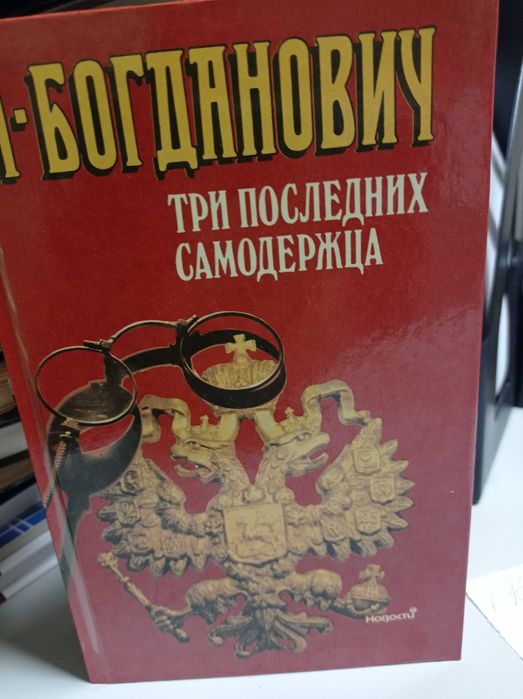 БОГДАНОВИЧ
ТРИ ПОСЛЕДНИХ
САМОДЕРЖЦА
НОВОСТИ